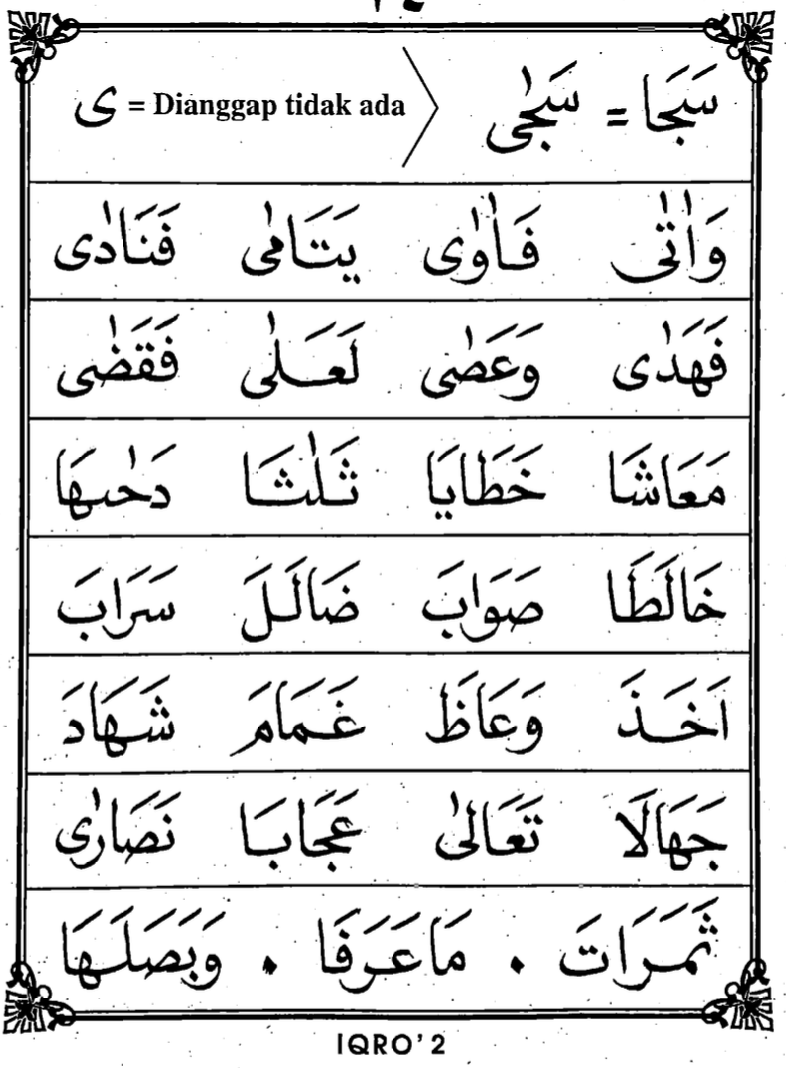 سَجَا = سَجٰى > ى = Dianggap tidak ada
وَاٰتٰى فَاٰوٰى يَتَامٰى فَنَادٰى
فَهَدٰى وَعَصٰى لَعَلٰى فَقَضٰى
مَعَاشَا خَطَايَا ثَلٰثَا دَحٰىهَا
خَالَطَا صَوَابَ ضَالَلَ سَرَابَ
اَخَذَ وَعَاظَ غَمَامَ شَهَادَ
جَهَالَا تَعَالٰى عَجَابَا نَصَارٰى
ثَمَرَاتَ . مَاعَرَفَا . وَبَصَلَهَا
IQRO' 2